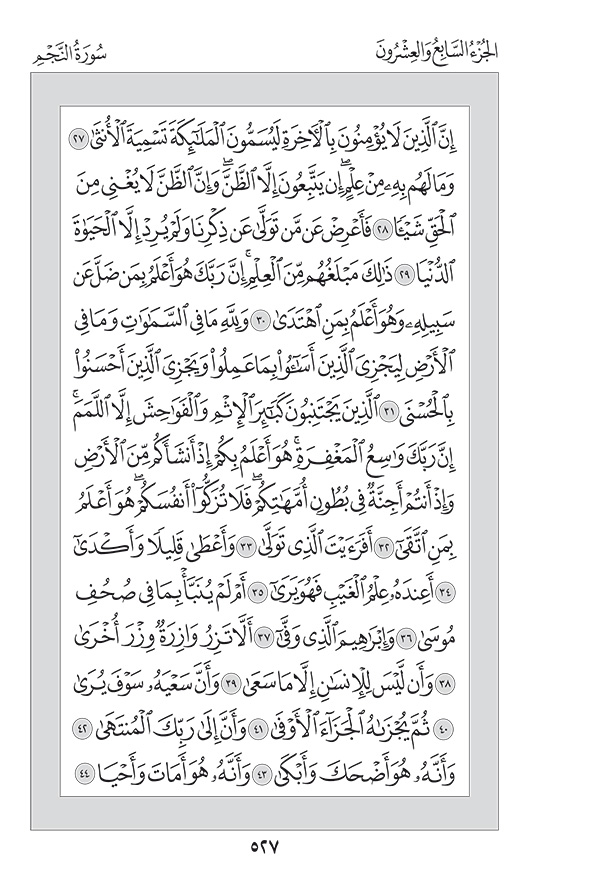 الجُزْءُ السَّابِعُ وَالعِشْرُونَ
سُورَةُ النَّجْمِ
إِنَّ ٱلَّذِينَ لَا يُؤْمِنُونَ بِٱلْأٓخِرَةِ لَيُسَمُّونَ ٱلْمَلَٰٓئِكَةَ تَسْمِيَةَ ٱلْأُنثَىٰ ٢٧
وَمَا لَهُم بِهِۦ مِنْ عِلْمٍ ۖ إِن يَتَّبِعُونَ إِلَّا ٱلظَّنَّ ۖ وَإِنَّ ٱلظَّنَّ لَا يُغْنِى مِنَ
ٱلْحَقِّ شَيْـًٔا ٢٨ فَأَعْرِضْ عَن مَّن تَوَلَّىٰ عَن ذِكْرِنَا وَلَمْ يُرِدْ إِلَّا ٱلْحَيَوٰةَ
ٱلدُّنْيَا ٢٩ ذَٰلِكَ مَبْلَغُهُم مِّنَ ٱلْعِلْمِ ۚ إِنَّ رَبَّكَ هُوَ أَعْلَمُ بِمَن ضَلَّ عَن
سَبِيلِهِۦ وَهُوَ أَعْلَمُ بِمَنِ ٱهْتَدَىٰ ٣٠ وَلِلَّهِ مَا فِى ٱلسَّمَٰوَٰتِ وَمَا فِى
ٱلْأَرْضِ لِيَجْزِىَ ٱلَّذِينَ أَسَٰٓـُٔوا۟ بِمَا عَمِلُوا۟ وَيَجْزِىَ ٱلَّذِينَ أَحْسَنُوا۟
بِٱلْحُسْنَى ٣١ ٱلَّذِينَ يَجْتَنِبُونَ كَبَٰٓئِرَ ٱلْإِثْمِ وَٱلْفَوَٰحِشَ إِلَّا ٱللَّمَمَ ۚ
إِنَّ رَبَّكَ وَٰسِعُ ٱلْمَغْفِرَةِ ۚ هُوَ أَعْلَمُ بِكُمْ إِذْ أَنشَأَكُم مِّنَ ٱلْأَرْضِ
وَإِذْ أَنتُمْ أَجِنَّةٌ فِى بُطُونِ أُمَّهَٰتِكُمْ ۖ فَلَا تُزَكُّوٓا۟ أَنفُسَكُمْ ۖ هُوَ أَعْلَمُ
بِمَنِ ٱتَّقَىٰٓ ٣٢ أَفَرَءَيْتَ ٱلَّذِى تَوَلَّىٰ ٣٣ وَأَعْطَىٰ قَلِيلًا وَأَكْدَىٰٓ
٣٤ أَعِندَهُۥ عِلْمُ ٱلْغَيْبِ فَهُوَ يَرَىٰٓ ٣٥ أَمْ لَمْ يُنَبَّأْ بِمَا فِى صُحُفِ
مُوسَىٰ ٣٦ وَإِبْرَٰهِيمَ ٱلَّذِى وَفَّىٰٓ ٣٧ أَلَّا تَزِرُ وَازِرَةٌ وِزْرَ أُخْرَىٰ
٣٨ وَأَن لَّيْسَ لِلْإِنسَٰنِ إِلَّا مَا سَعَىٰ ٣٩ وَأَنَّ سَعْيَهُۥ سَوْفَ يُرَىٰ
٤٠ ثُمَّ يُجْزَىٰهُ ٱلْجَزَآءَ ٱلْأَوْفَىٰ ٤١ وَأَنَّ إِلَىٰ رَبِّكَ ٱلْمُنتَهَىٰ ٤٢
وَأَنَّهُۥ هُوَ أَضْحَكَ وَأَبْكَىٰ ٤٣ وَأَنَّهُۥ هُوَ أَمَاتَ وَأَحْيَا ٤٤
٥٢٧